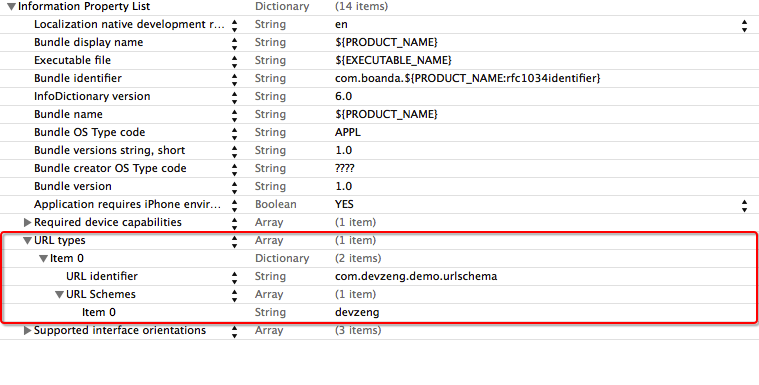 Information Property List Dictionary (14 items)
Localization native development r... String en
Bundle display name String ${PRODUCT_NAME}
Executable file String ${EXECUTABLE_NAME}
Bundle identifier String com.boanda.${PRODUCT_NAME:rfc1034identifier}
InfoDictionary version String 6.0
Bundle name String ${PRODUCT_NAME}
Bundle OS Type code String APPL
Bundle versions string, short String 1.0
Bundle creator OS Type code String ????
Bundle version String 1.0
Application requires iPhone envir... Boolean YES
Required device capabilities Array (1 item)
URL types Array (1 item)
Item 0 Dictionary (2 items)
URL identifier String com.devzeng.demo.urlschema
URL Schemes Array (1 item)
Item 0 String devzeng
Supported interface orientations Array (3 items)